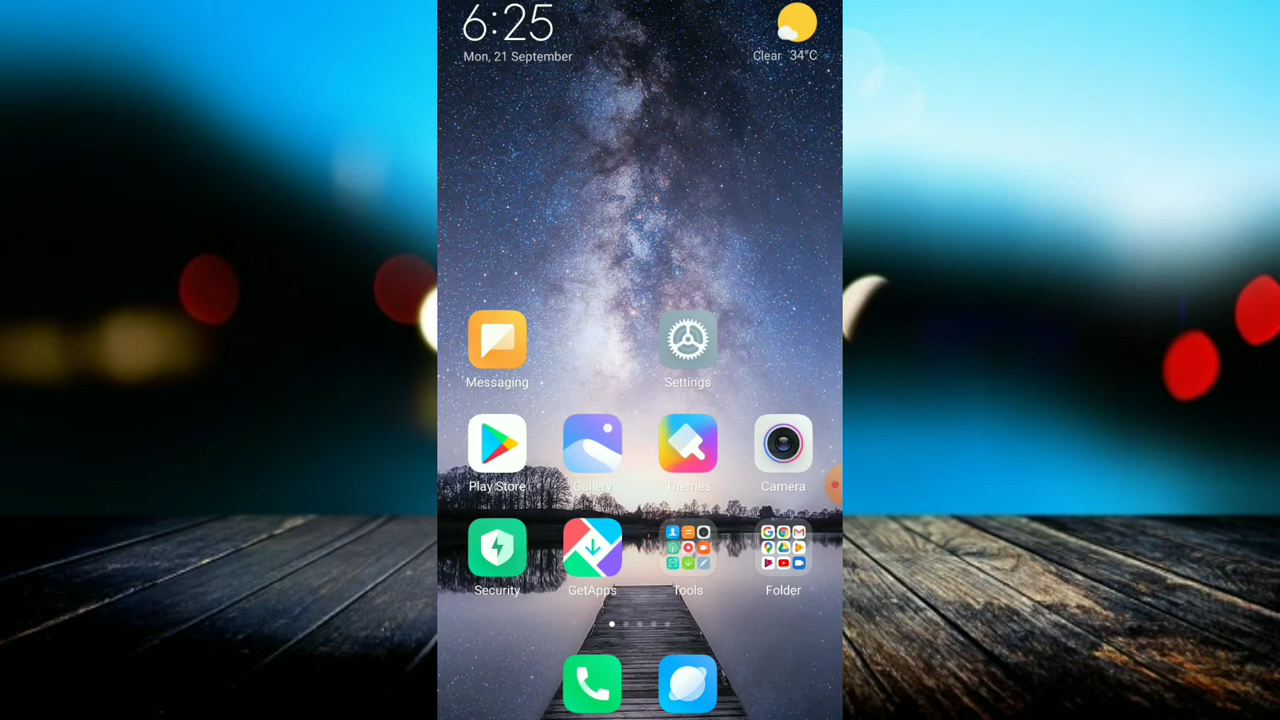 6:25
Mon, 21 September
Clear 34°C
Messaging
Settings
Play Store
Gallery
Themes
Camera
Security
GetApps
Tools
Folder